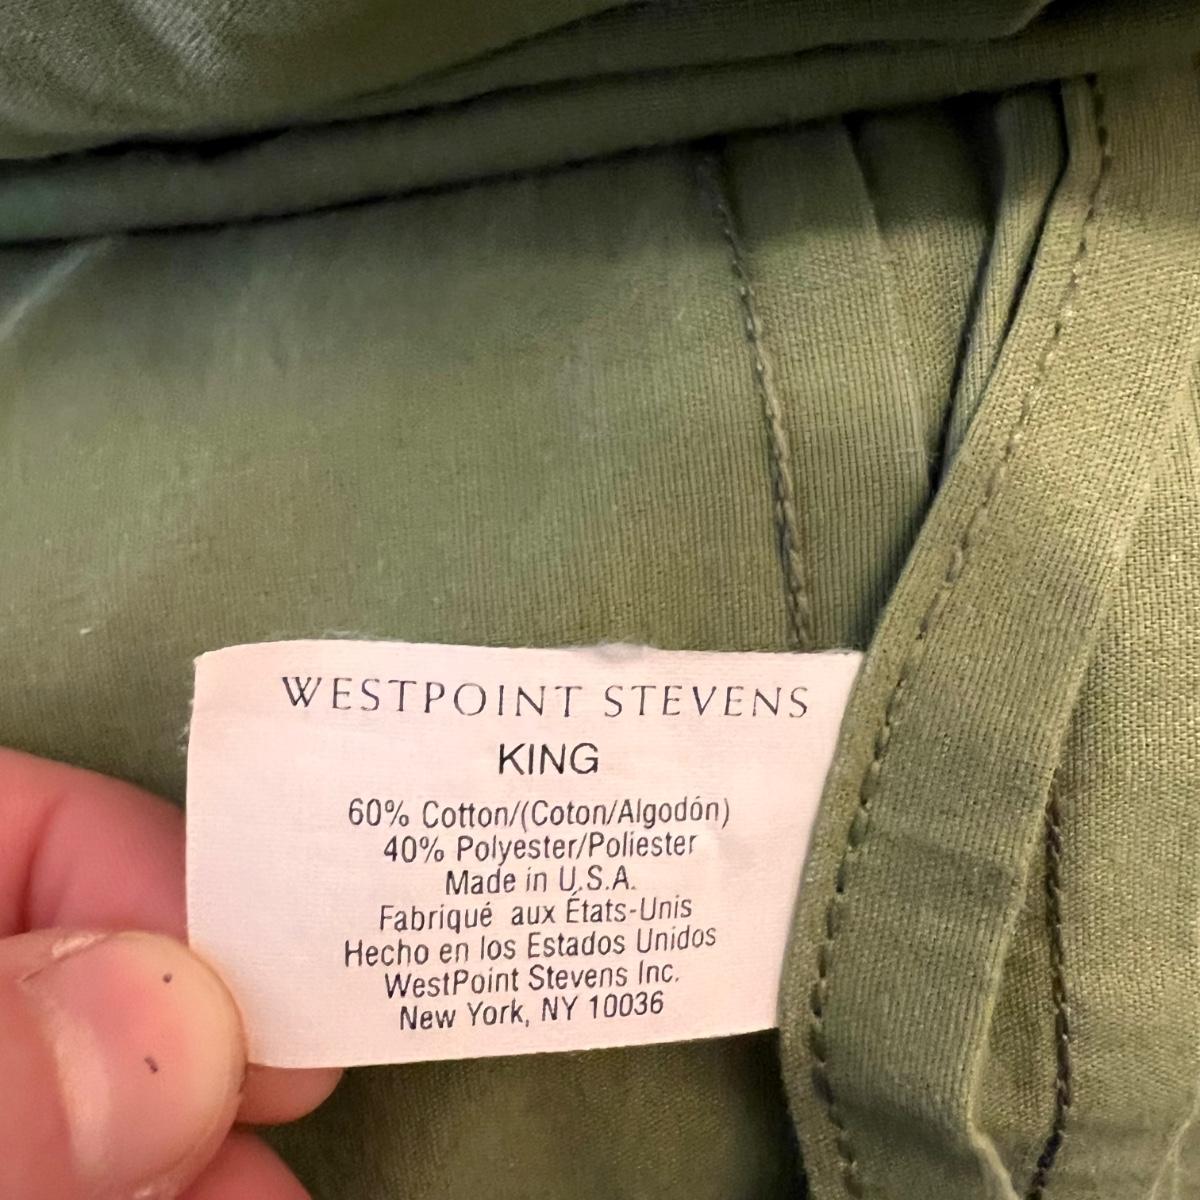 WESTPOINT STEVENS
KING
60% Cotton/(Coton/Algodón)
40% Polyester/Poliester
Made in U.S.A.
Fabriqué aux États-Unis
Hecho en los Estados Unidos
WestPoint Stevens Inc.
New York, NY 10036